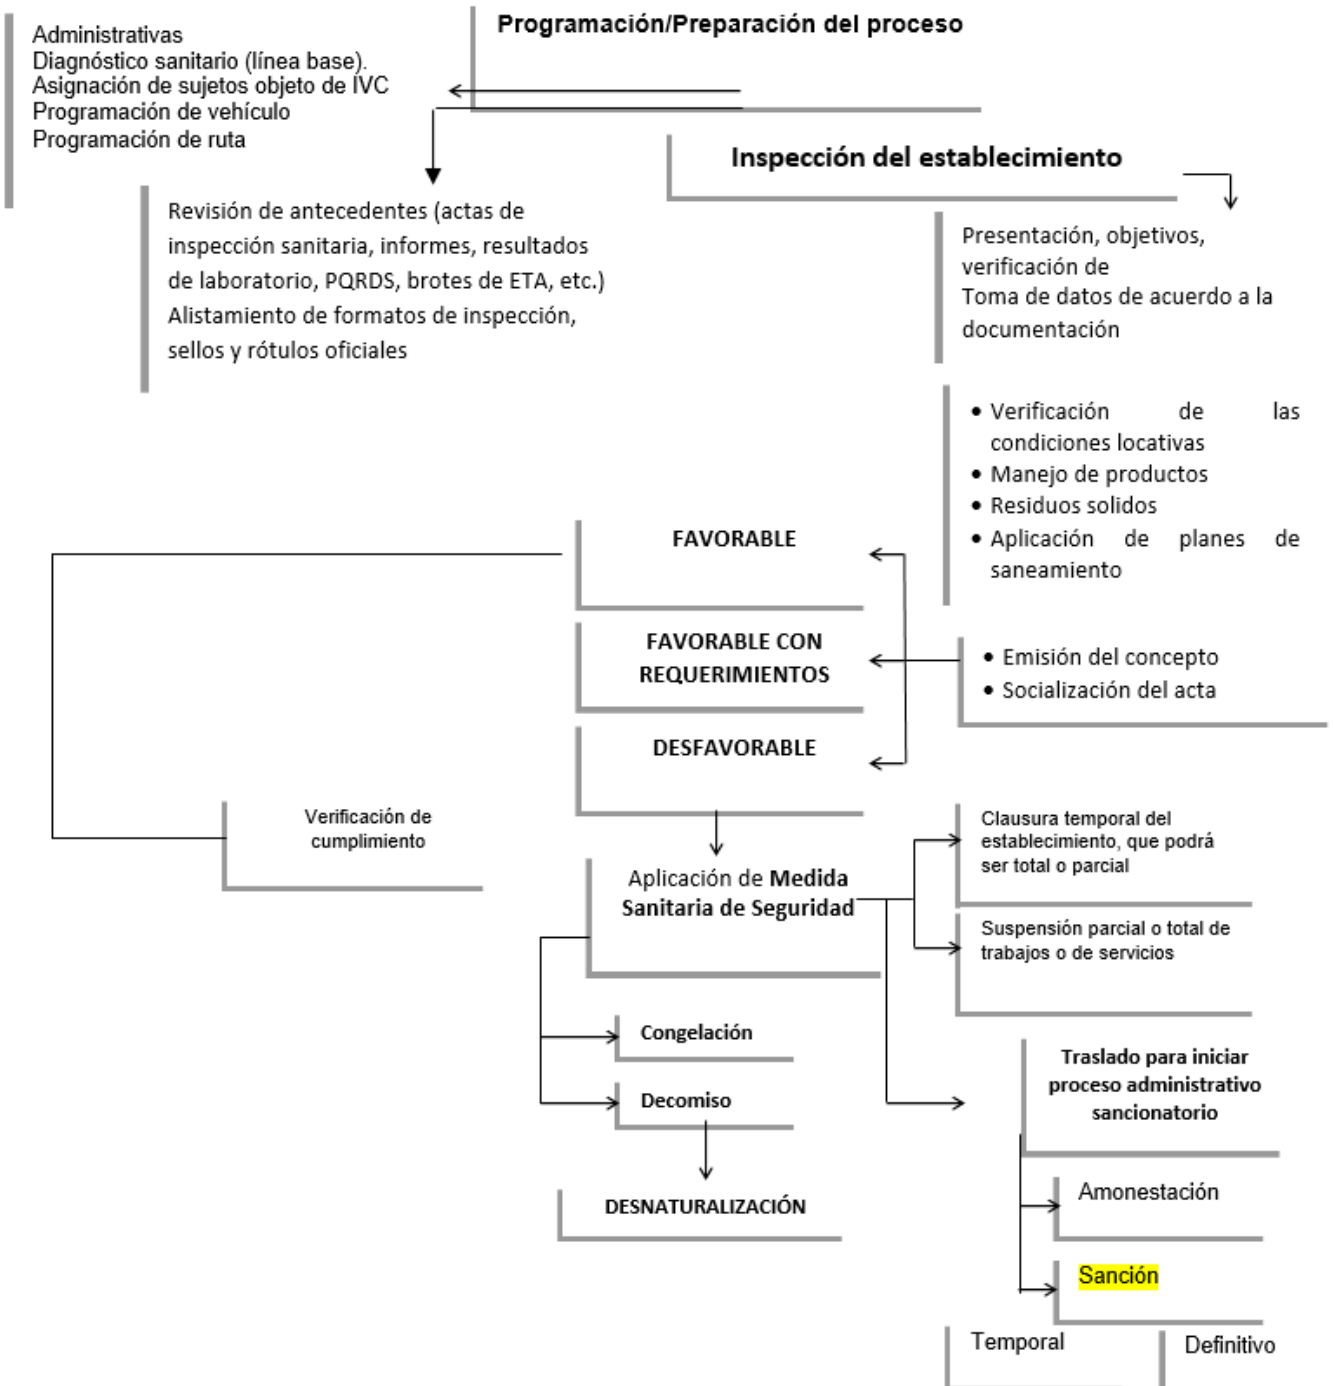 Programación/Preparación del proceso
Administrativas
Diagnóstico sanitario (línea base).
Asignación de sujetos objeto de IVC
Programación de vehículo
Programación de ruta
Inspección del establecimiento
Revisión de antecedentes (actas de
inspección sanitaria, informes, resultados
de laboratorio, PQRDS, brotes de ETA, etc.)
Alistamiento de formatos de inspección,
sellos y rótulos oficiales
Presentación, objetivos,
verificación de
Toma de datos de acuerdo a la
documentación
• Verificación de las
condiciones locativas
• Manejo de productos
• Residuos solidos
• Aplicación de planes de
saneamiento
FAVORABLE
FAVORABLE CON
REQUERIMIENTOS
• Emisión del concepto
• Socialización del acta
DESFAVORABLE
Verificación de
cumplimiento
Clausura temporal del
establecimiento, que podrá
ser total o parcial
Aplicación de Medida
Sanitaria de Seguridad
Suspensión parcial o total de
trabajos o de servicios
Congelación
Decomiso
DESNATURALIZACIÓN
Traslado para iniciar
proceso administrativo
sancionatorio
Amonestación
Sanción
Temporal
Definitivo